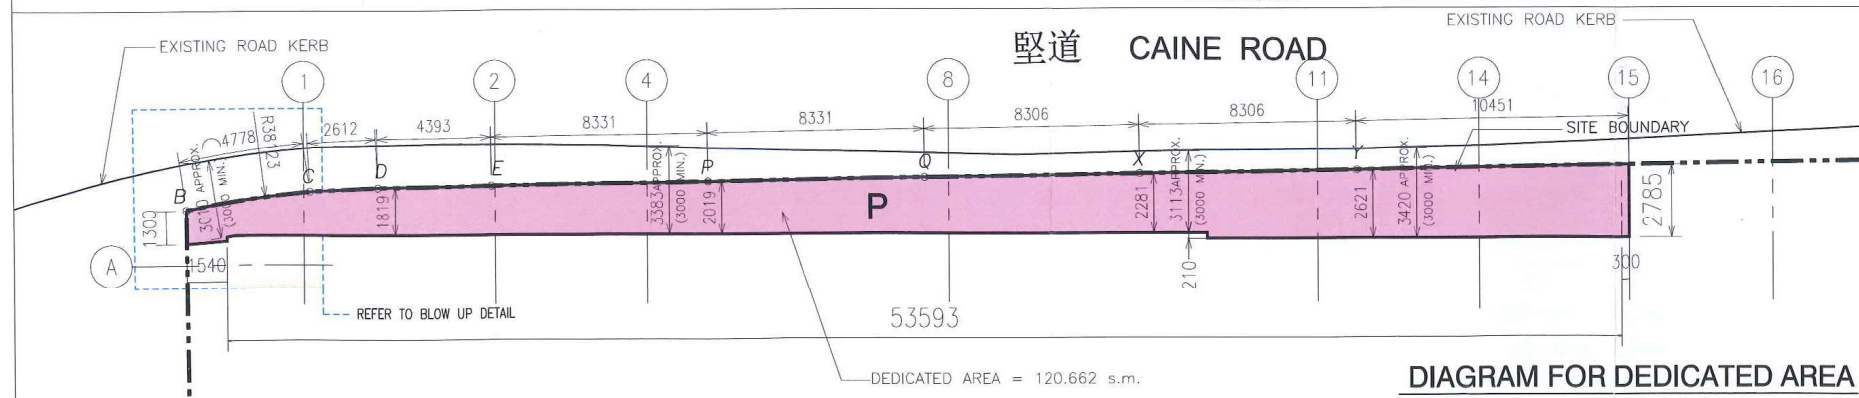 EXISTING ROAD KERB
EXISTING ROAD KERB
堅道 CAINE ROAD
1 2 4 8 11 14 15 16
4778 2612 4393 8331 8331 8306 8306 10451
R38123
SITE BOUNDARY
B C D E P Q X Y
3010 APPROX.
(3000 MIN.)
1819
3383 APPROX.
(3000 MIN.)
2019
P
2281
3113 APPROX.
(3000 MIN.)
2621
3420 APPROX.
(3000 MIN.)
2785
1300
A
1540
210
300
REFER TO BLOW UP DETAIL
53593
DEDICATED AREA = 120.662 s.m.
DIAGRAM FOR DEDICATED AREA